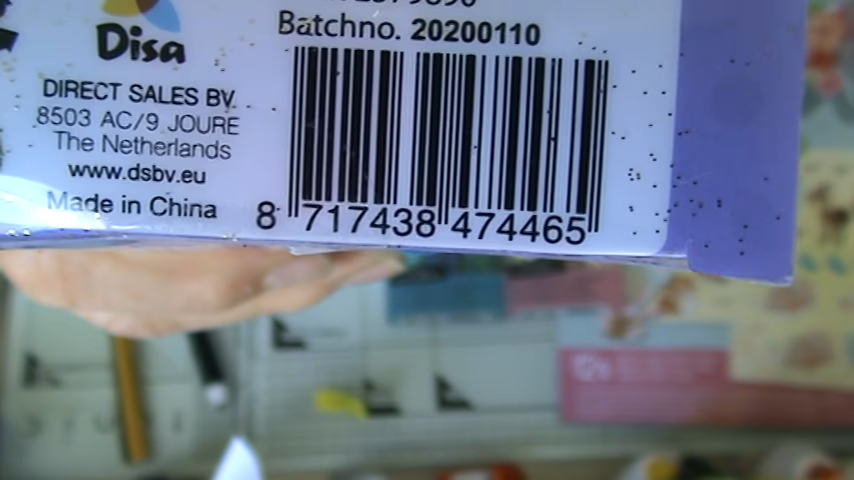 Batchno. 20200110
Disa
DIRECT SALES BV.
8503 AC/9 JOURE
The Netherlands
www.dsbv.eu
Made in China
8 717438 474465